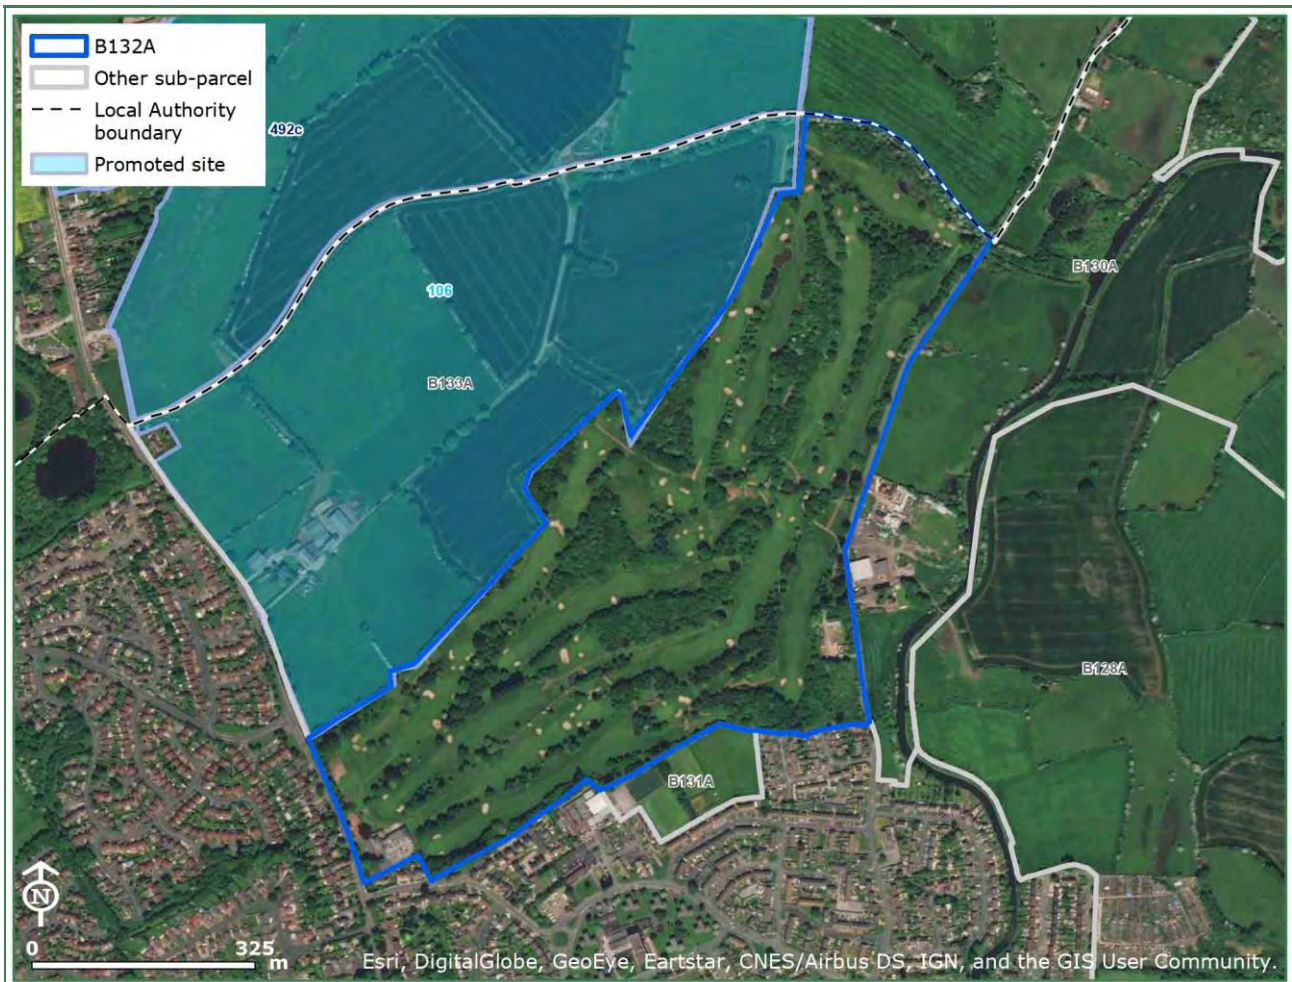 B132A
Other sub-parcel
Local Authority
boundary
Promoted site
492c
B130A
106
B133A
B128A
B131A
N
0 325
m
Esri, DigitalGlobe, GeoEye, Eartstar, CNES/Airbus DS, IGN, and the GIS User Community.